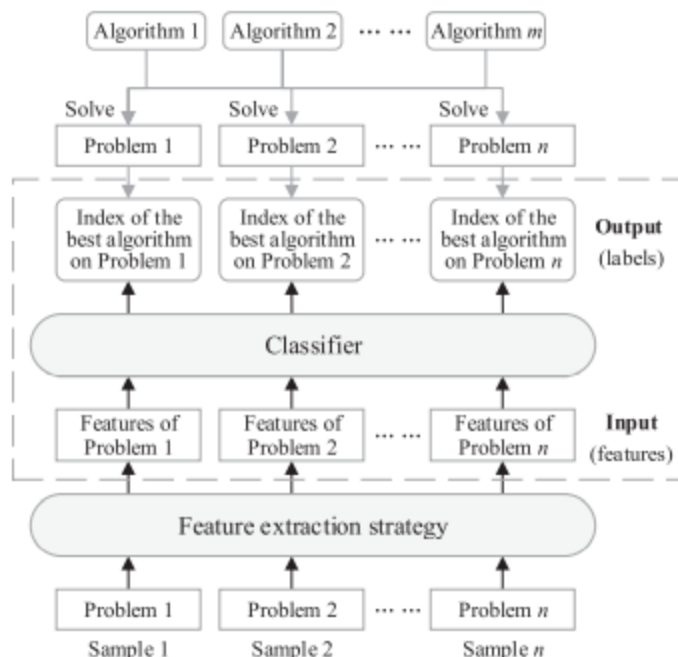 Algorithm 1 Algorithm 2 ... ... Algorithm m
Solve Solve Solve
Problem 1 Problem 2 ... ... Problem n
Index of the Index of the Index of the
best algorithm best algorithm ... ... best algorithm
on Problem 1 on Problem 2 on Problem n
Output
(labels)
Classifier
Features of Features of Features of
Problem 1 Problem 2 ... ... Problem n
Input
(features)
Feature extraction strategy
Problem 1 Problem 2 ... ... Problem n
Sample 1 Sample 2 Sample n